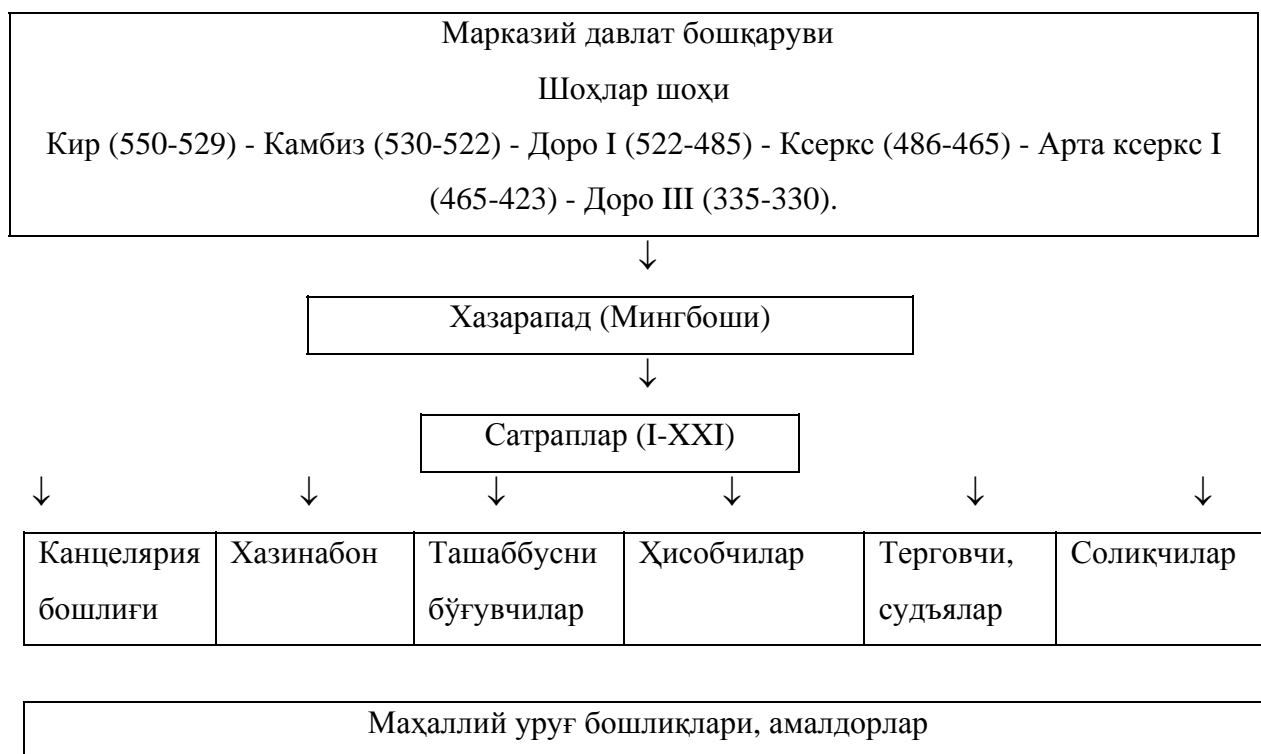 Марказий давлат бошқаруви
Шоҳлар шоҳи
Кир (550-529) - Камбиз (530-522) - Доро I (522-485) - Ксеркс (486-465) - Арта ксеркс I
(465-423) - Доро III (335-330).
Хазарапад (Мингбоши)
Сатраплар (I-XXI)
Канцелярия бошлиғи
Хазинабон
Ташаббусни бўғувчилар
Ҳисобчилар
Терговчи, судъялар
Солиқчилар
Маҳаллий уруғ бошлиқлари, амалдорлар